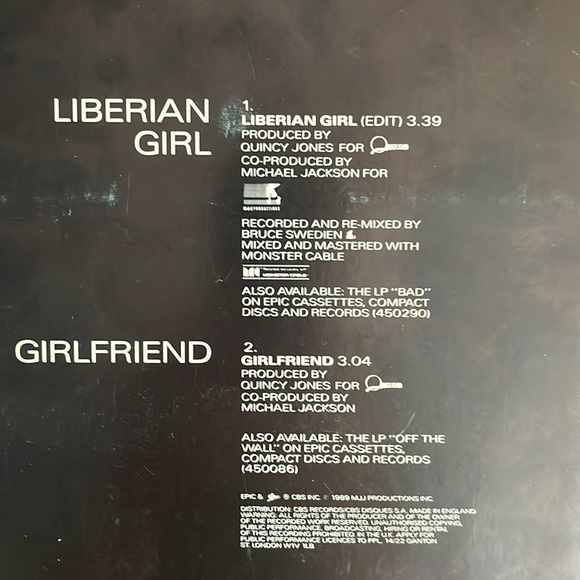 LIBERIAN
GIRL
1.
LIBERIAN GIRL (EDIT) 3.39
PRODUCED BY
QUINCY JONES FOR
CO-PRODUCED BY
MICHAEL JACKSON FOR
MJJ PRODUCTIONS
RECORDED AND RE-MIXED BY
BRUCE SWEDIEN
MIXED AND MASTERED WITH
MONSTER CABLE
MONSTER CABLE
ALSO AVAILABLE: THE LP "BAD"
ON EPIC CASSETTES, COMPACT
DISCS AND RECORDS (450290)
GIRLFRIEND
2.
GIRLFRIEND 3.04
PRODUCED BY
QUINCY JONES FOR
CO-PRODUCED BY
MICHAEL JACKSON
ALSO AVAILABLE: THE LP "OFF THE
WALL" ON EPIC CASSETTES,
COMPACT DISCS AND RECORDS
(450086)
EPIC & ® CBS INC. © 1989 MJJ PRODUCTIONS INC.
DISTRIBUTION: CBS RECORDS/CBS DISQUES S.A. MADE IN ENGLAND
WARNING: ALL RIGHTS OF THE PRODUCER AND OF THE OWNER
OF THE RECORDED WORK RESERVED. UNAUTHORISED COPYING,
PUBLIC PERFORMANCE, BROADCASTING, HIRING OR RENTAL
OF THIS RECORDING PROHIBITED. IN THE U.K. APPLY FOR
PUBLIC PERFORMANCE LICENCES TO PPL, 14/22 GANTON
ST. LONDON W1V 1LB.